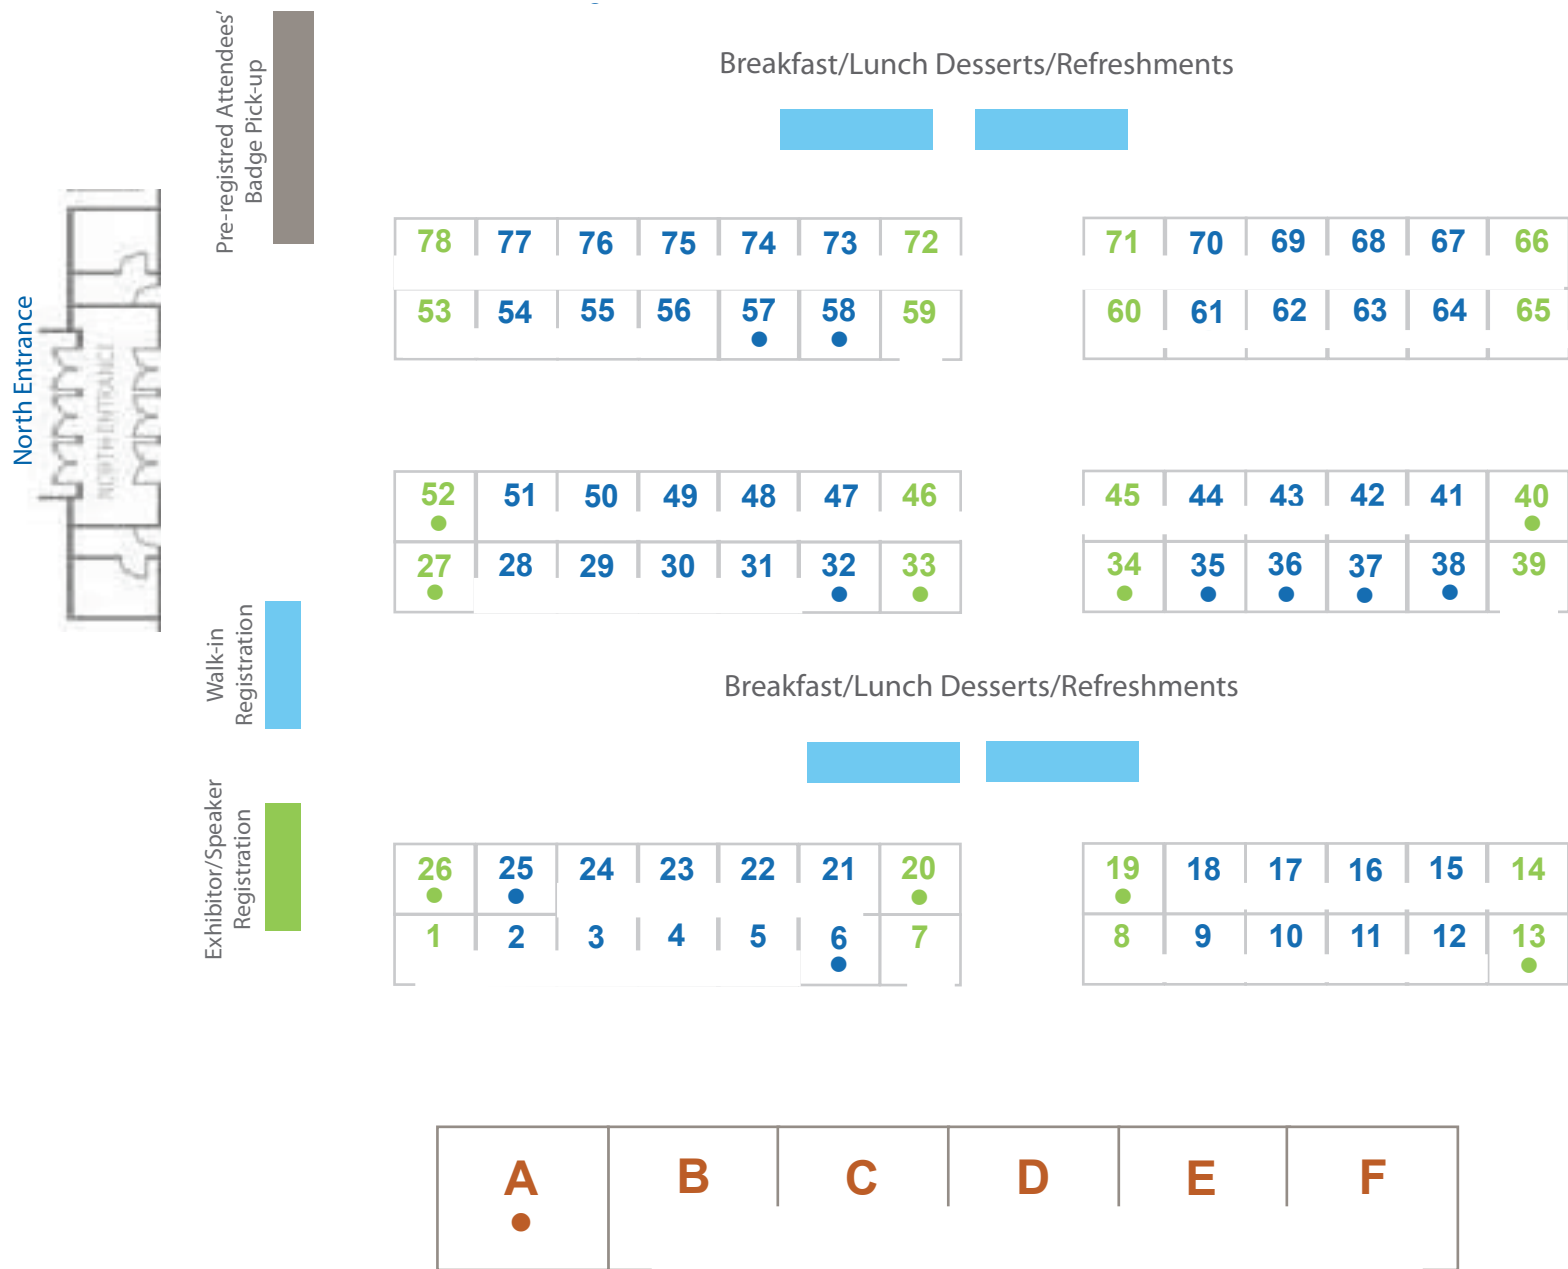 Pre-registred Attendees'
Badge Pick-up
Breakfast/Lunch Desserts/Refreshments
78 77 76 75 74 73 72 71 70 69 68 67 66
53 54 55 56 57 58 59 60 61 62 63 64 65
North Entrance
NORTH ENTRANCE
52 51 50 49 48 47 46 45 44 43 42 41 40
27 28 29 30 31 32 33 34 35 36 37 38 39
Walk-in
Registration
Breakfast/Lunch Desserts/Refreshments
Exhibitor/Speaker
Registration
26 25 24 23 22 21 20 19 18 17 16 15 14
1 2 3 4 5 6 7 8 9 10 11 12 13
A B C D E F